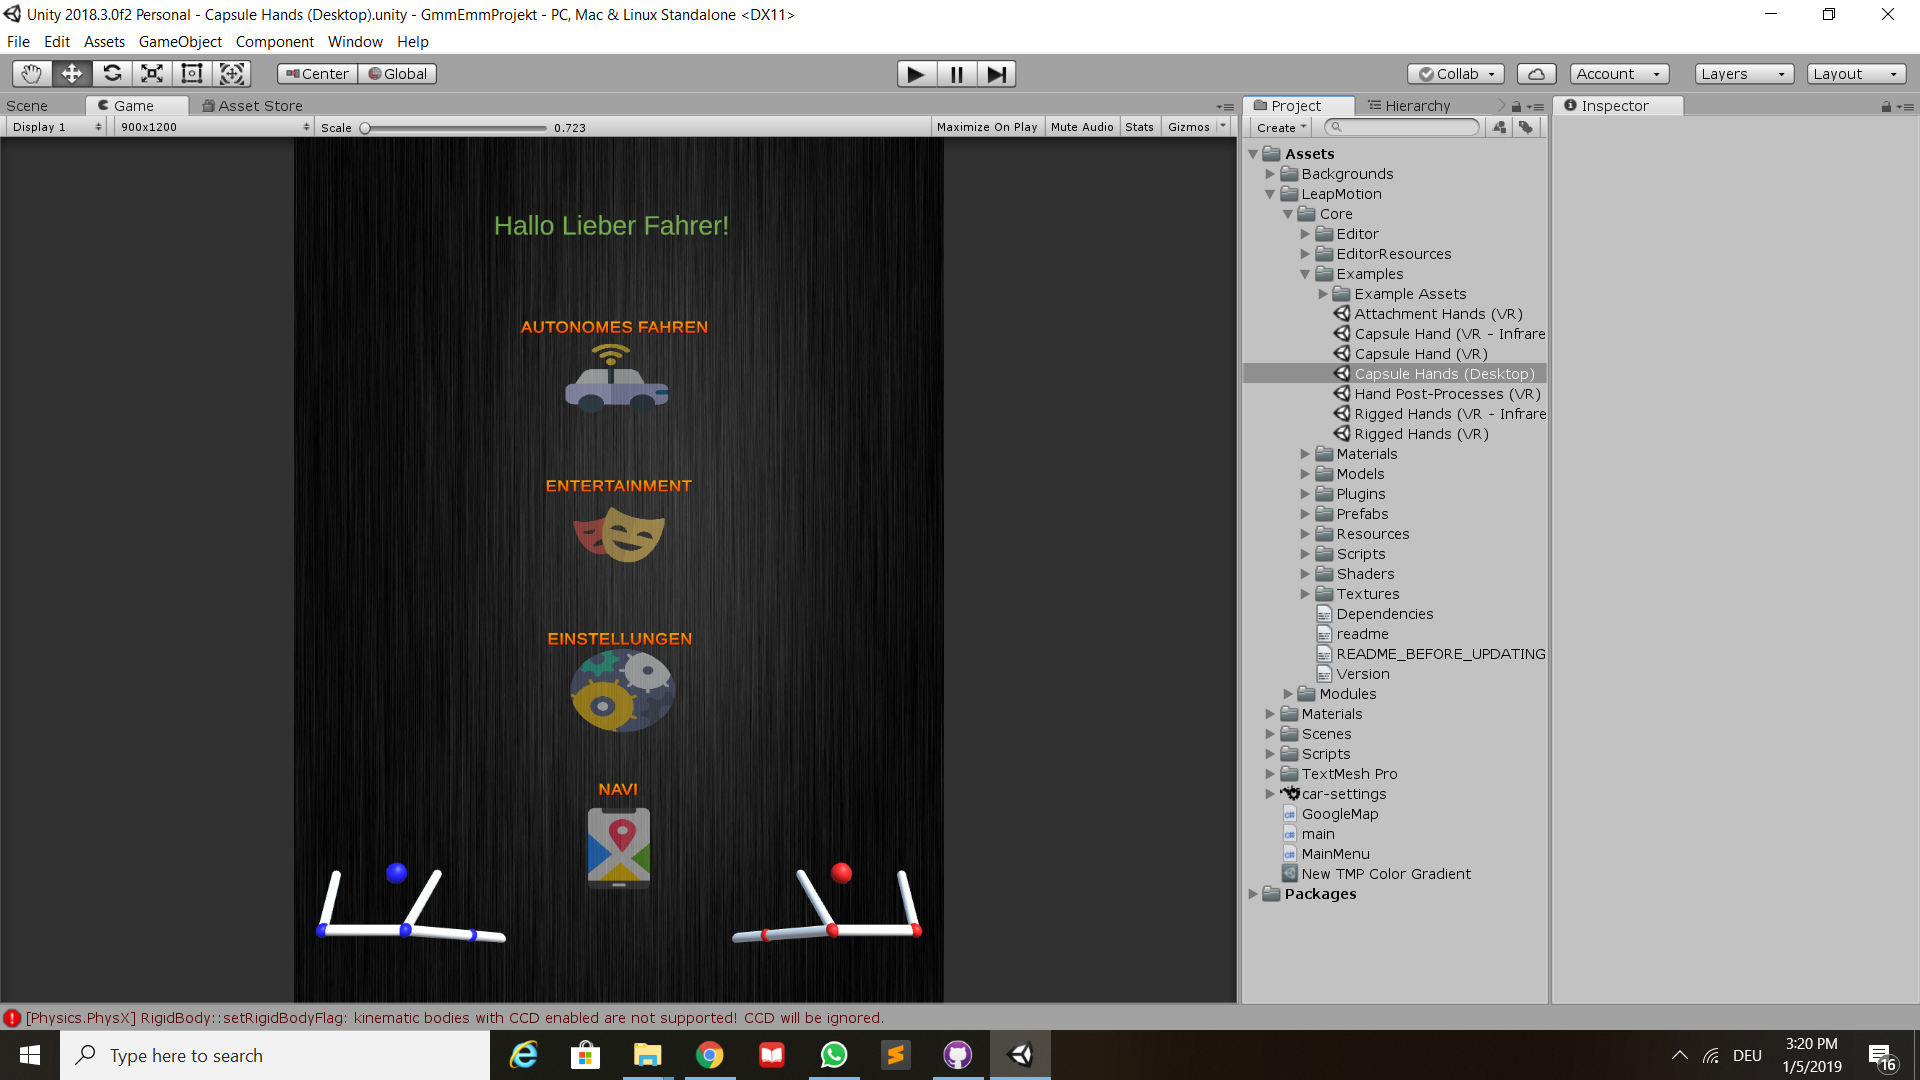 Unity 2018.3.0f2 Personal - Capsule Hands (Desktop).unity - GmmEmmProjekt - PC, Mac & Linux Standalone <DX11>
File Edit Assets GameObject Component Window Help
Center Global Collab Account Layers Layout
Scene Game Asset Store Project Hierarchy Inspector
Display 1 900x1200 Scale 0.723 Maximize On Play Mute Audio Stats Gizmos Create
Hallo Lieber Fahrer!
AUTONOMES FAHREN
ENTERTAINMENT
EINSTELLUNGEN
NAVI
Assets
Backgrounds
LeapMotion
Core
Editor
EditorResources
Examples
Example Assets
Attachment Hands (VR)
Capsule Hand (VR - Infrare
Capsule Hand (VR)
Capsule Hands (Desktop)
Hand Post-Processes (VR)
Rigged Hands (VR - Infrare
Rigged Hands (VR)
Materials
Models
Plugins
Prefabs
Resources
Scripts
Shaders
Textures
Dependencies
readme
README_BEFORE_UPDATING
Version
Modules
Materials
Scenes
Scripts
TextMesh Pro
car-settings
GoogleMap
main
MainMenu
New TMP Color Gradient
Packages
[Physics.PhysX] RigidBody::setRigidBodyFlag: kinematic bodies with CCD enabled are not supported! CCD will be ignored.
Type here to search
DEU
3:20 PM
1/5/2019
16